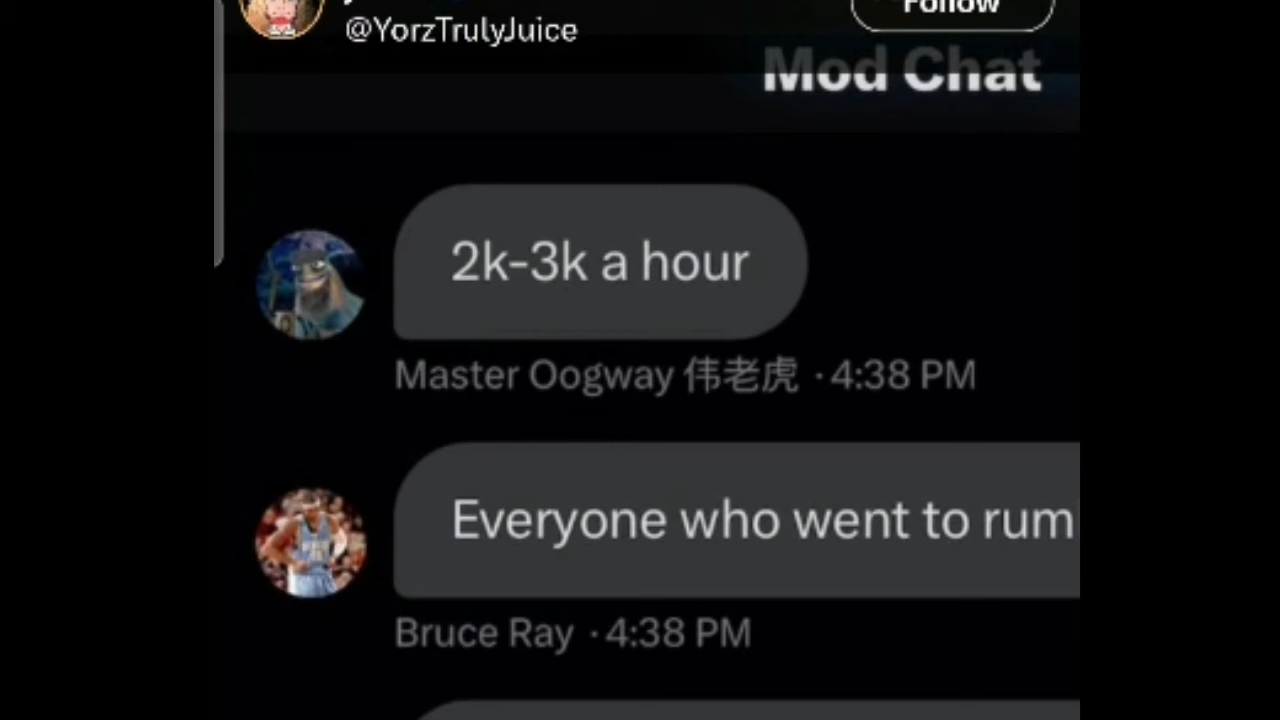 @YorzTrulyJuice
Follow
Mod Chat
2k-3k a hour
Master Oogway 伟老虎 · 4:38 PM
Everyone who went to rum
Bruce Ray · 4:38 PM